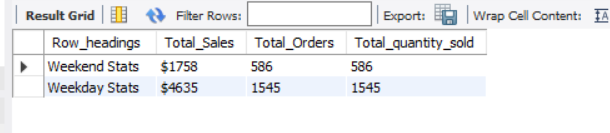 Result Grid Filter Rows: Export: Wrap Cell Content:
Row_headings Total_Sales Total_Orders Total_quantity_sold
Weekend Stats $1758 586 586
Weekday Stats $4635 1545 1545